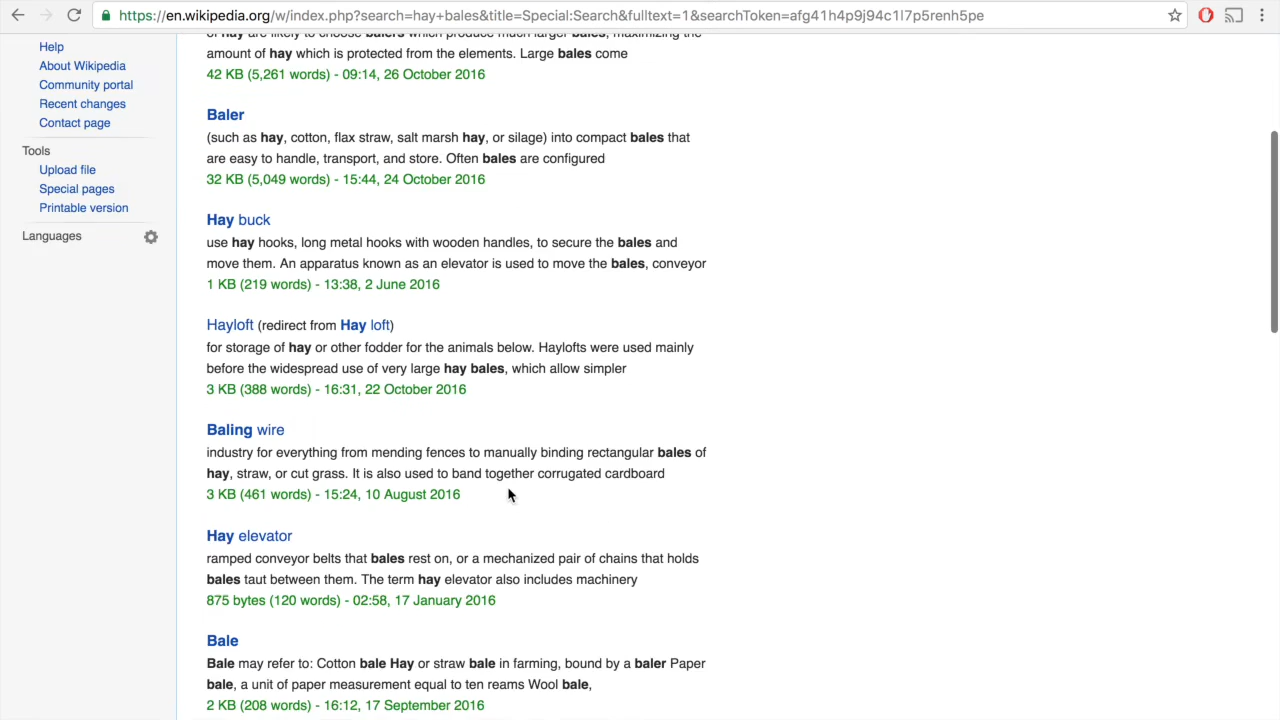 https://en.wikipedia.org/w/index.php?search=hay+bales&title=Special:Search&fulltext=1&searchToken=afg41h4p9j94c1l7p5renh5pe
Help
About Wikipedia
Community portal
Recent changes
Contact page
Tools
Upload file
Special pages
Printable version
Languages
of hay are likely to choose balers which produce much larger bales, maximizing the
amount of hay which is protected from the elements. Large bales come
42 KB (5,261 words) - 09:14, 26 October 2016
Baler
(such as hay, cotton, flax straw, salt marsh hay, or silage) into compact bales that
are easy to handle, transport, and store. Often bales are configured
32 KB (5,049 words) - 15:44, 24 October 2016
Hay buck
use hay hooks, long metal hooks with wooden handles, to secure the bales and
move them. An apparatus known as an elevator is used to move the bales, conveyor
1 KB (219 words) - 13:38, 2 June 2016
Hayloft (redirect from Hay loft)
for storage of hay or other fodder for the animals below. Haylofts were used mainly
before the widespread use of very large hay bales, which allow simpler
3 KB (388 words) - 16:31, 22 October 2016
Baling wire
industry for everything from mending fences to manually binding rectangular bales of
hay, straw, or cut grass. It is also used to band together corrugated cardboard
3 KB (461 words) - 15:24, 10 August 2016
Hay elevator
ramped conveyor belts that bales rest on, or a mechanized pair of chains that holds
bales taut between them. The term hay elevator also includes machinery
875 bytes (120 words) - 02:58, 17 January 2016
Bale
Bale may refer to: Cotton bale Hay or straw bale in farming, bound by a baler Paper
bale, a unit of paper measurement equal to ten reams Wool bale,
2 KB (208 words) - 16:12, 17 September 2016